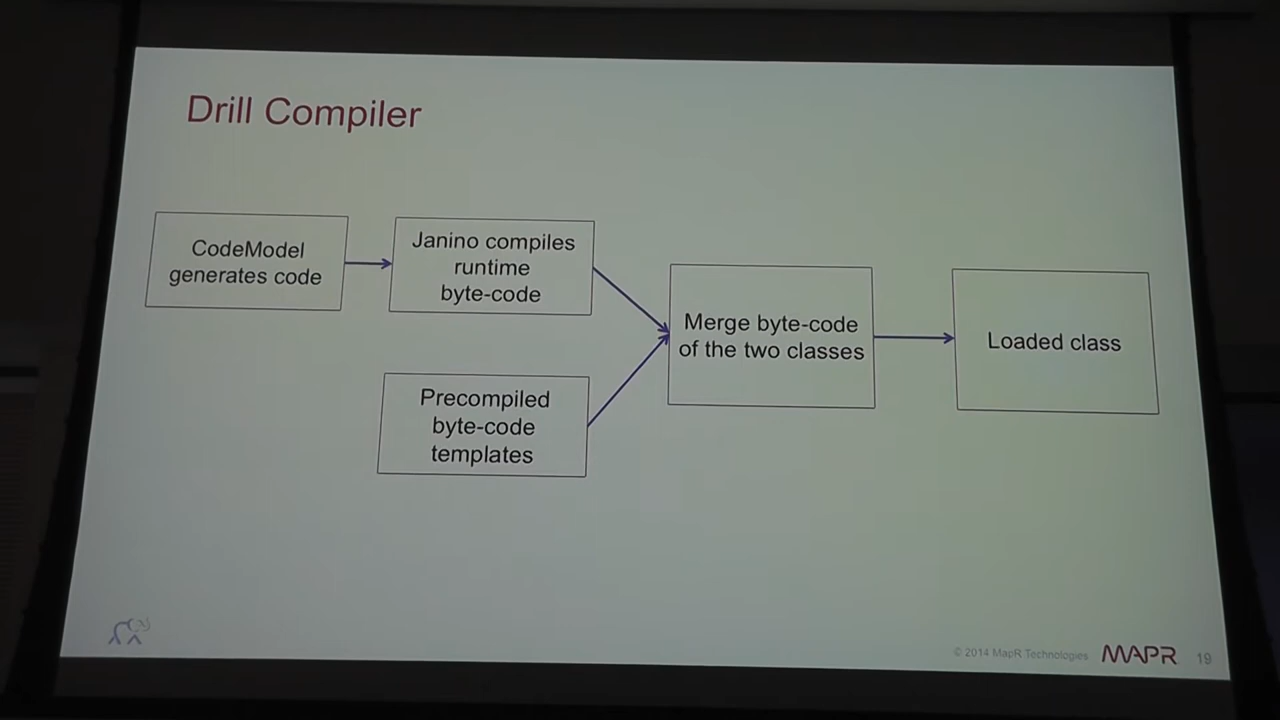 Drill Compiler
CodeModel
generates code
Janino compiles
runtime
byte-code
Precompiled
byte-code
templates
Merge byte-code
of the two classes
Loaded class
© 2014 MapR Technologies
MAPR
19